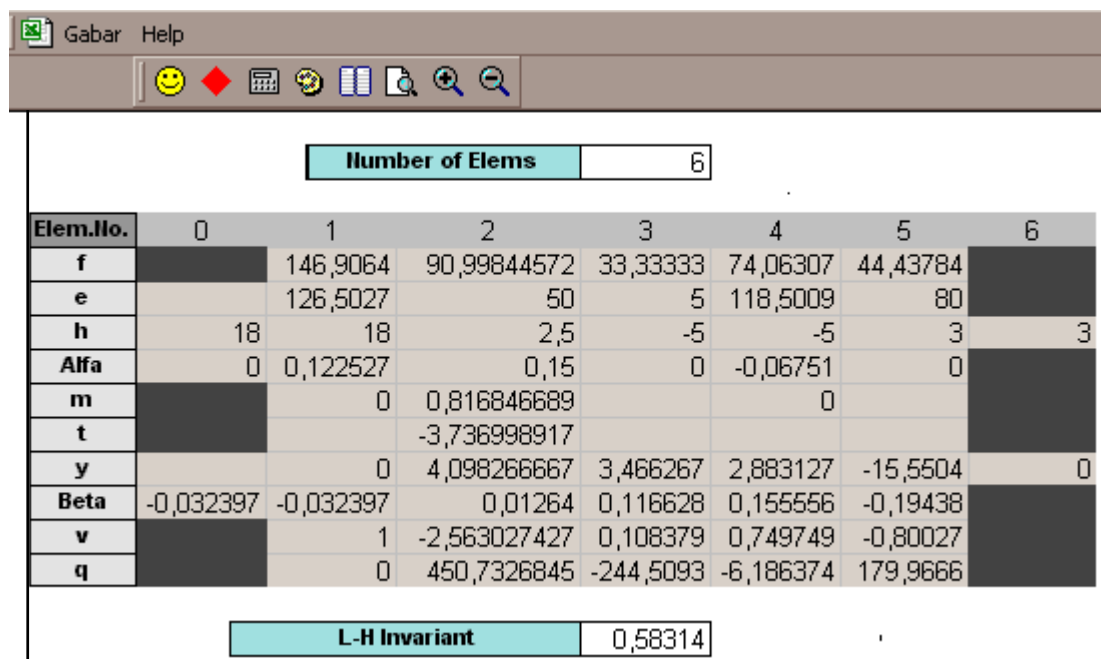 Gabar Help
Number of Elems 6
Elem.No. 0 1 2 3 4 5 6
f 146,9064 90,99844572 33,33333 74,06307 44,43784
e 126,5027 50 5 118,5009 80
h 18 18 2,5 -5 -5 3 3
Alfa 0 0,122527 0,15 0 -0,06751 0
m 0 0,816846689 0
t -3,736998917
y 0 4,098266667 3,466267 2,883127 -15,5504 0
Beta -0,032397 -0,032397 0,01264 0,116628 0,155556 -0,19438
v 1 -2,563027427 0,108379 0,749749 -0,80027
q 0 450,7326845 -244,5093 -6,186374 179,9666
L-H Invariant 0,58314